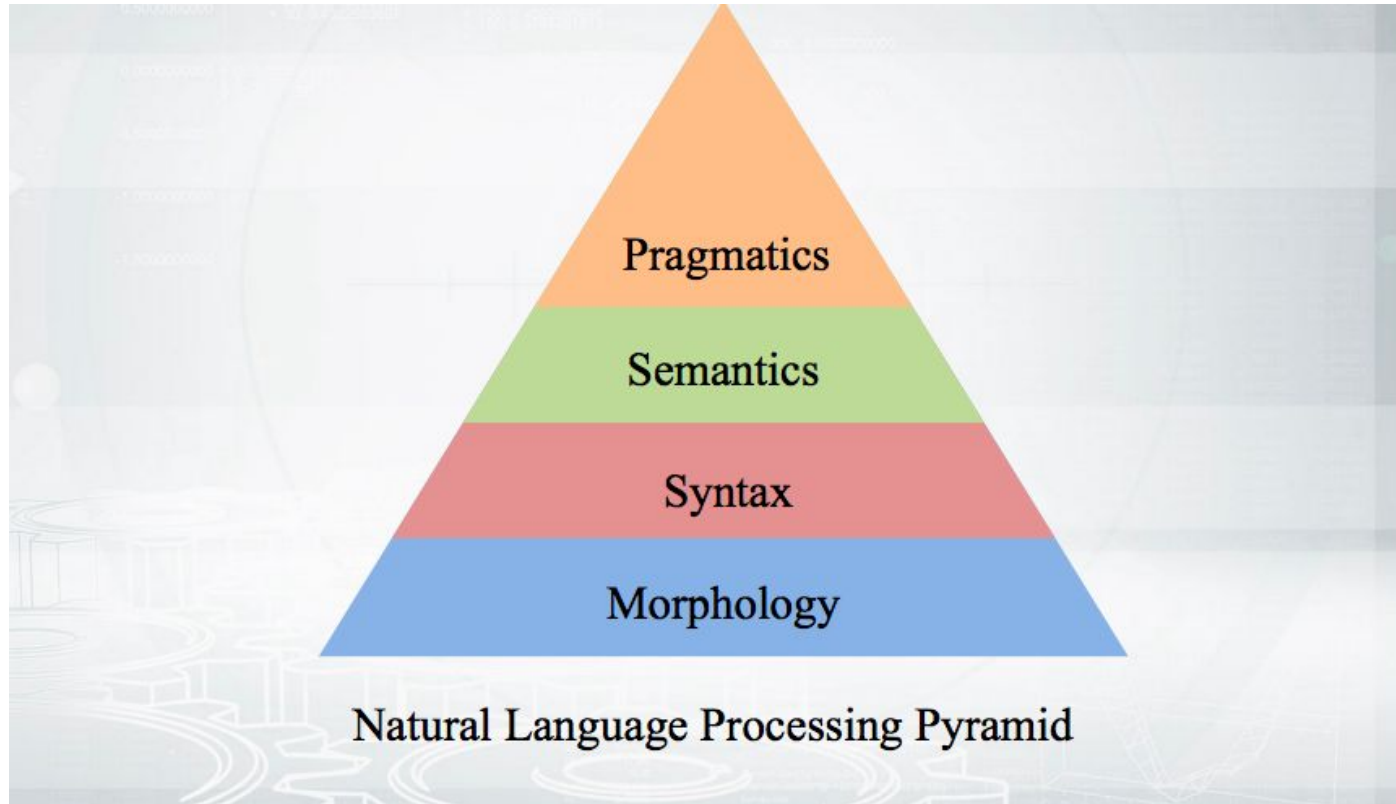 Pragmatics
Semantics
Syntax
Morphology
Natural Language Processing Pyramid